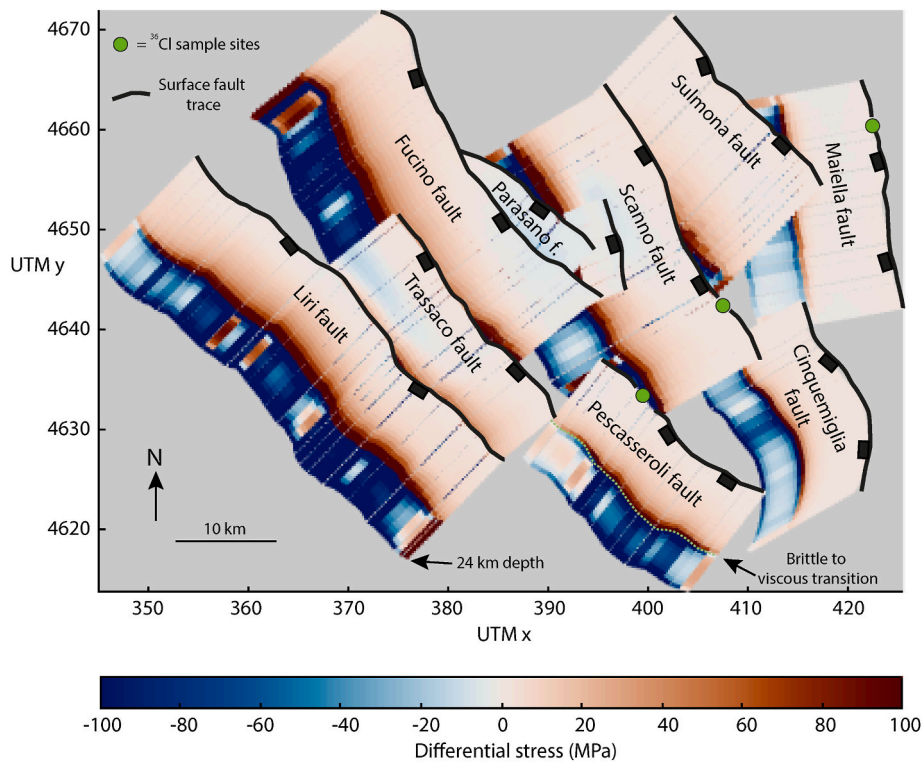 4670
4660
4650
4640
4630
4620
UTM y
= ³⁶Cl sample sites
Surface fault
trace
Fucino fault
Parasano f.
Scanno fault
Sulmona fault
Maiella fault
Liri fault
Trassaco fault
Pescasseroli fault
Cinquemiglia
fault
N
10 km
24 km depth
Brittle to
viscous transition
350
360
370
380
390
400
410
420
UTM x
-100
-80
-60
-40
-20
0
20
40
60
80
100
Differential stress (MPa)